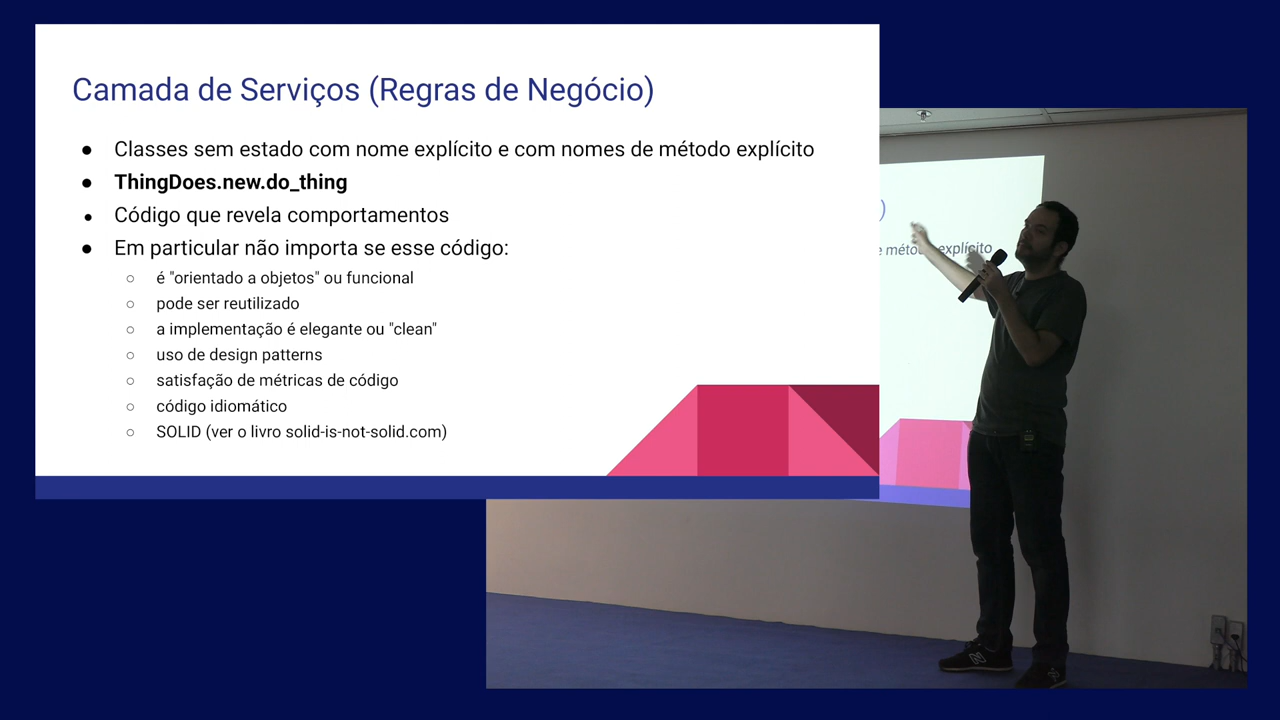 Camada de Serviços (Regras de Negócio)
● Classes sem estado com nome explícito e com nomes de método explícito
● ThingDoes.new.do_thing
● Código que revela comportamentos
● Em particular não importa se esse código:
○ é "orientado a objetos" ou funcional
○ pode ser reutilizado
○ a implementação é elegante ou "clean"
○ uso de design patterns
○ satisfação de métricas de código
○ código idiomático
○ SOLID (ver o livro solid-is-not-solid.com)
)
e método explícito
N